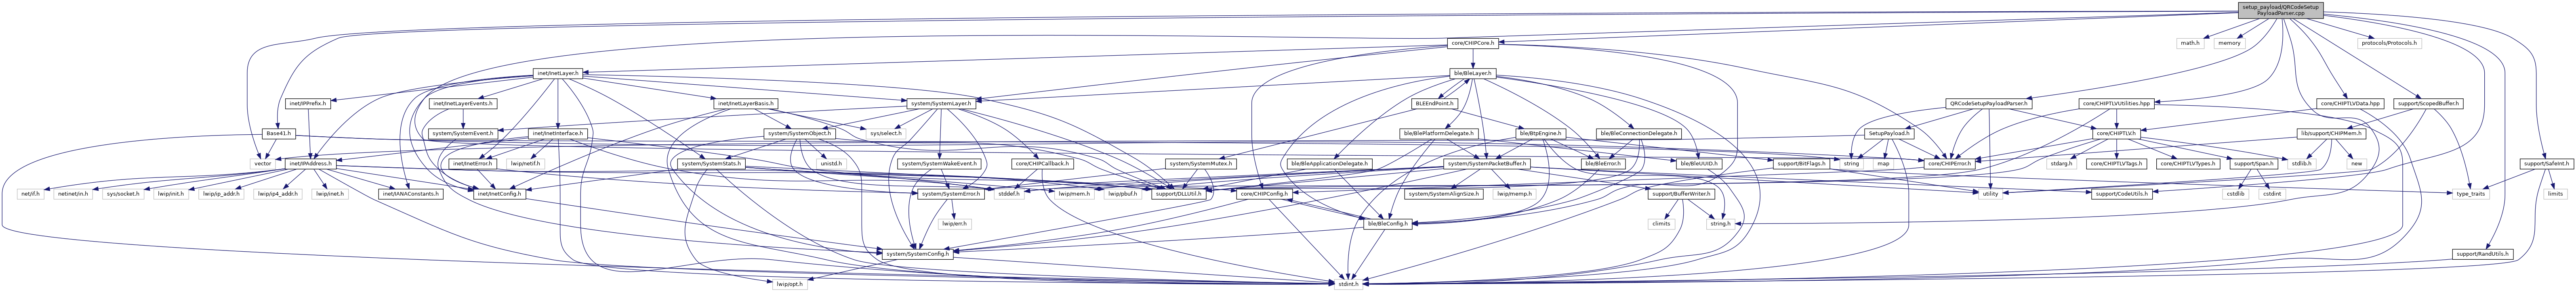 setup_payload/QRCodeSetup
PayloadParser.cpp
core/CHIPCore.h
math.h
memory
protocols/Protocols.h
inet/InetLayer.h
ble/BleLayer.h
inet/IPPrefix.h
inet/InetLayerEvents.h
inet/InetLayerBasis.h
system/SystemLayer.h
BLEEndPoint.h
QRCodeSetupPayloadParser.h
core/CHIPTLVUtilities.hpp
core/CHIPTLVData.hpp
support/ScopedBuffer.h
Base41.h
system/SystemEvent.h
inet/InetInterface.h
system/SystemObject.h
sys/select.h
ble/BlePlatformDelegate.h
ble/BtpEngine.h
ble/BleConnectionDelegate.h
SetupPayload.h
core/CHIPTLV.h
lib/support/CHIPMem.h
vector
inet/IPAddress.h
inet/InetError.h
lwip/netif.h
system/SystemStats.h
unistd.h
system/SystemWakeEvent.h
core/CHIPCallback.h
system/SystemMutex.h
ble/BleApplicationDelegate.h
system/SystemPacketBuffer.h
ble/BleError.h
ble/BleUUID.h
support/BitFlags.h
string
map
core/CHIPError.h
stdarg.h
core/CHIPTLVTags.h
core/CHIPTLVTypes.h
support/Span.h
stdlib.h
new
support/SafeInt.h
net/if.h
netinet/in.h
sys/socket.h
lwip/init.h
lwip/ip_addr.h
lwip/ip4_addr.h
lwip/inet.h
inet/IANAConstants.h
inet/InetConfig.h
system/SystemError.h
stddef.h
lwip/mem.h
lwip/pbuf.h
support/DLLUtil.h
core/CHIPConfig.h
system/SystemAlignSize.h
lwip/memp.h
support/BufferWriter.h
utility
support/CodeUtils.h
cstdlib
cstdint
type_traits
limits
lwip/err.h
ble/BleConfig.h
climits
string.h
system/SystemConfig.h
support/RandUtils.h
lwip/opt.h
stdint.h